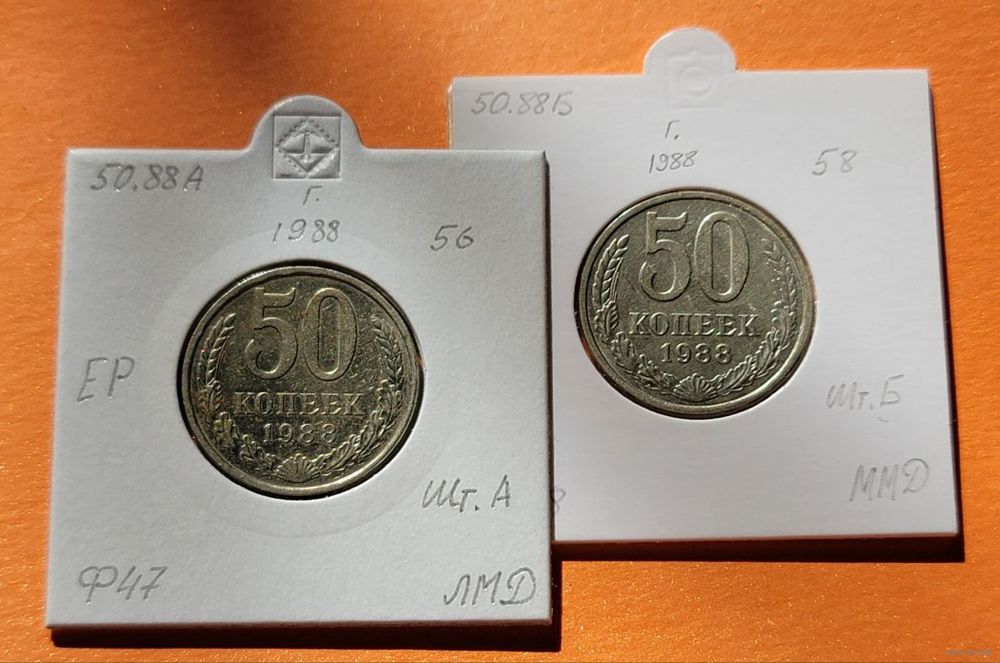 50.88А
г.
1988
56
50
КОПЕЕК
1988
ЕР
Шт. А
Ф47
ЛМД
50.88Б
г.
1988
58
50
КОПЕЕК
1988
Шт. Б
ММД